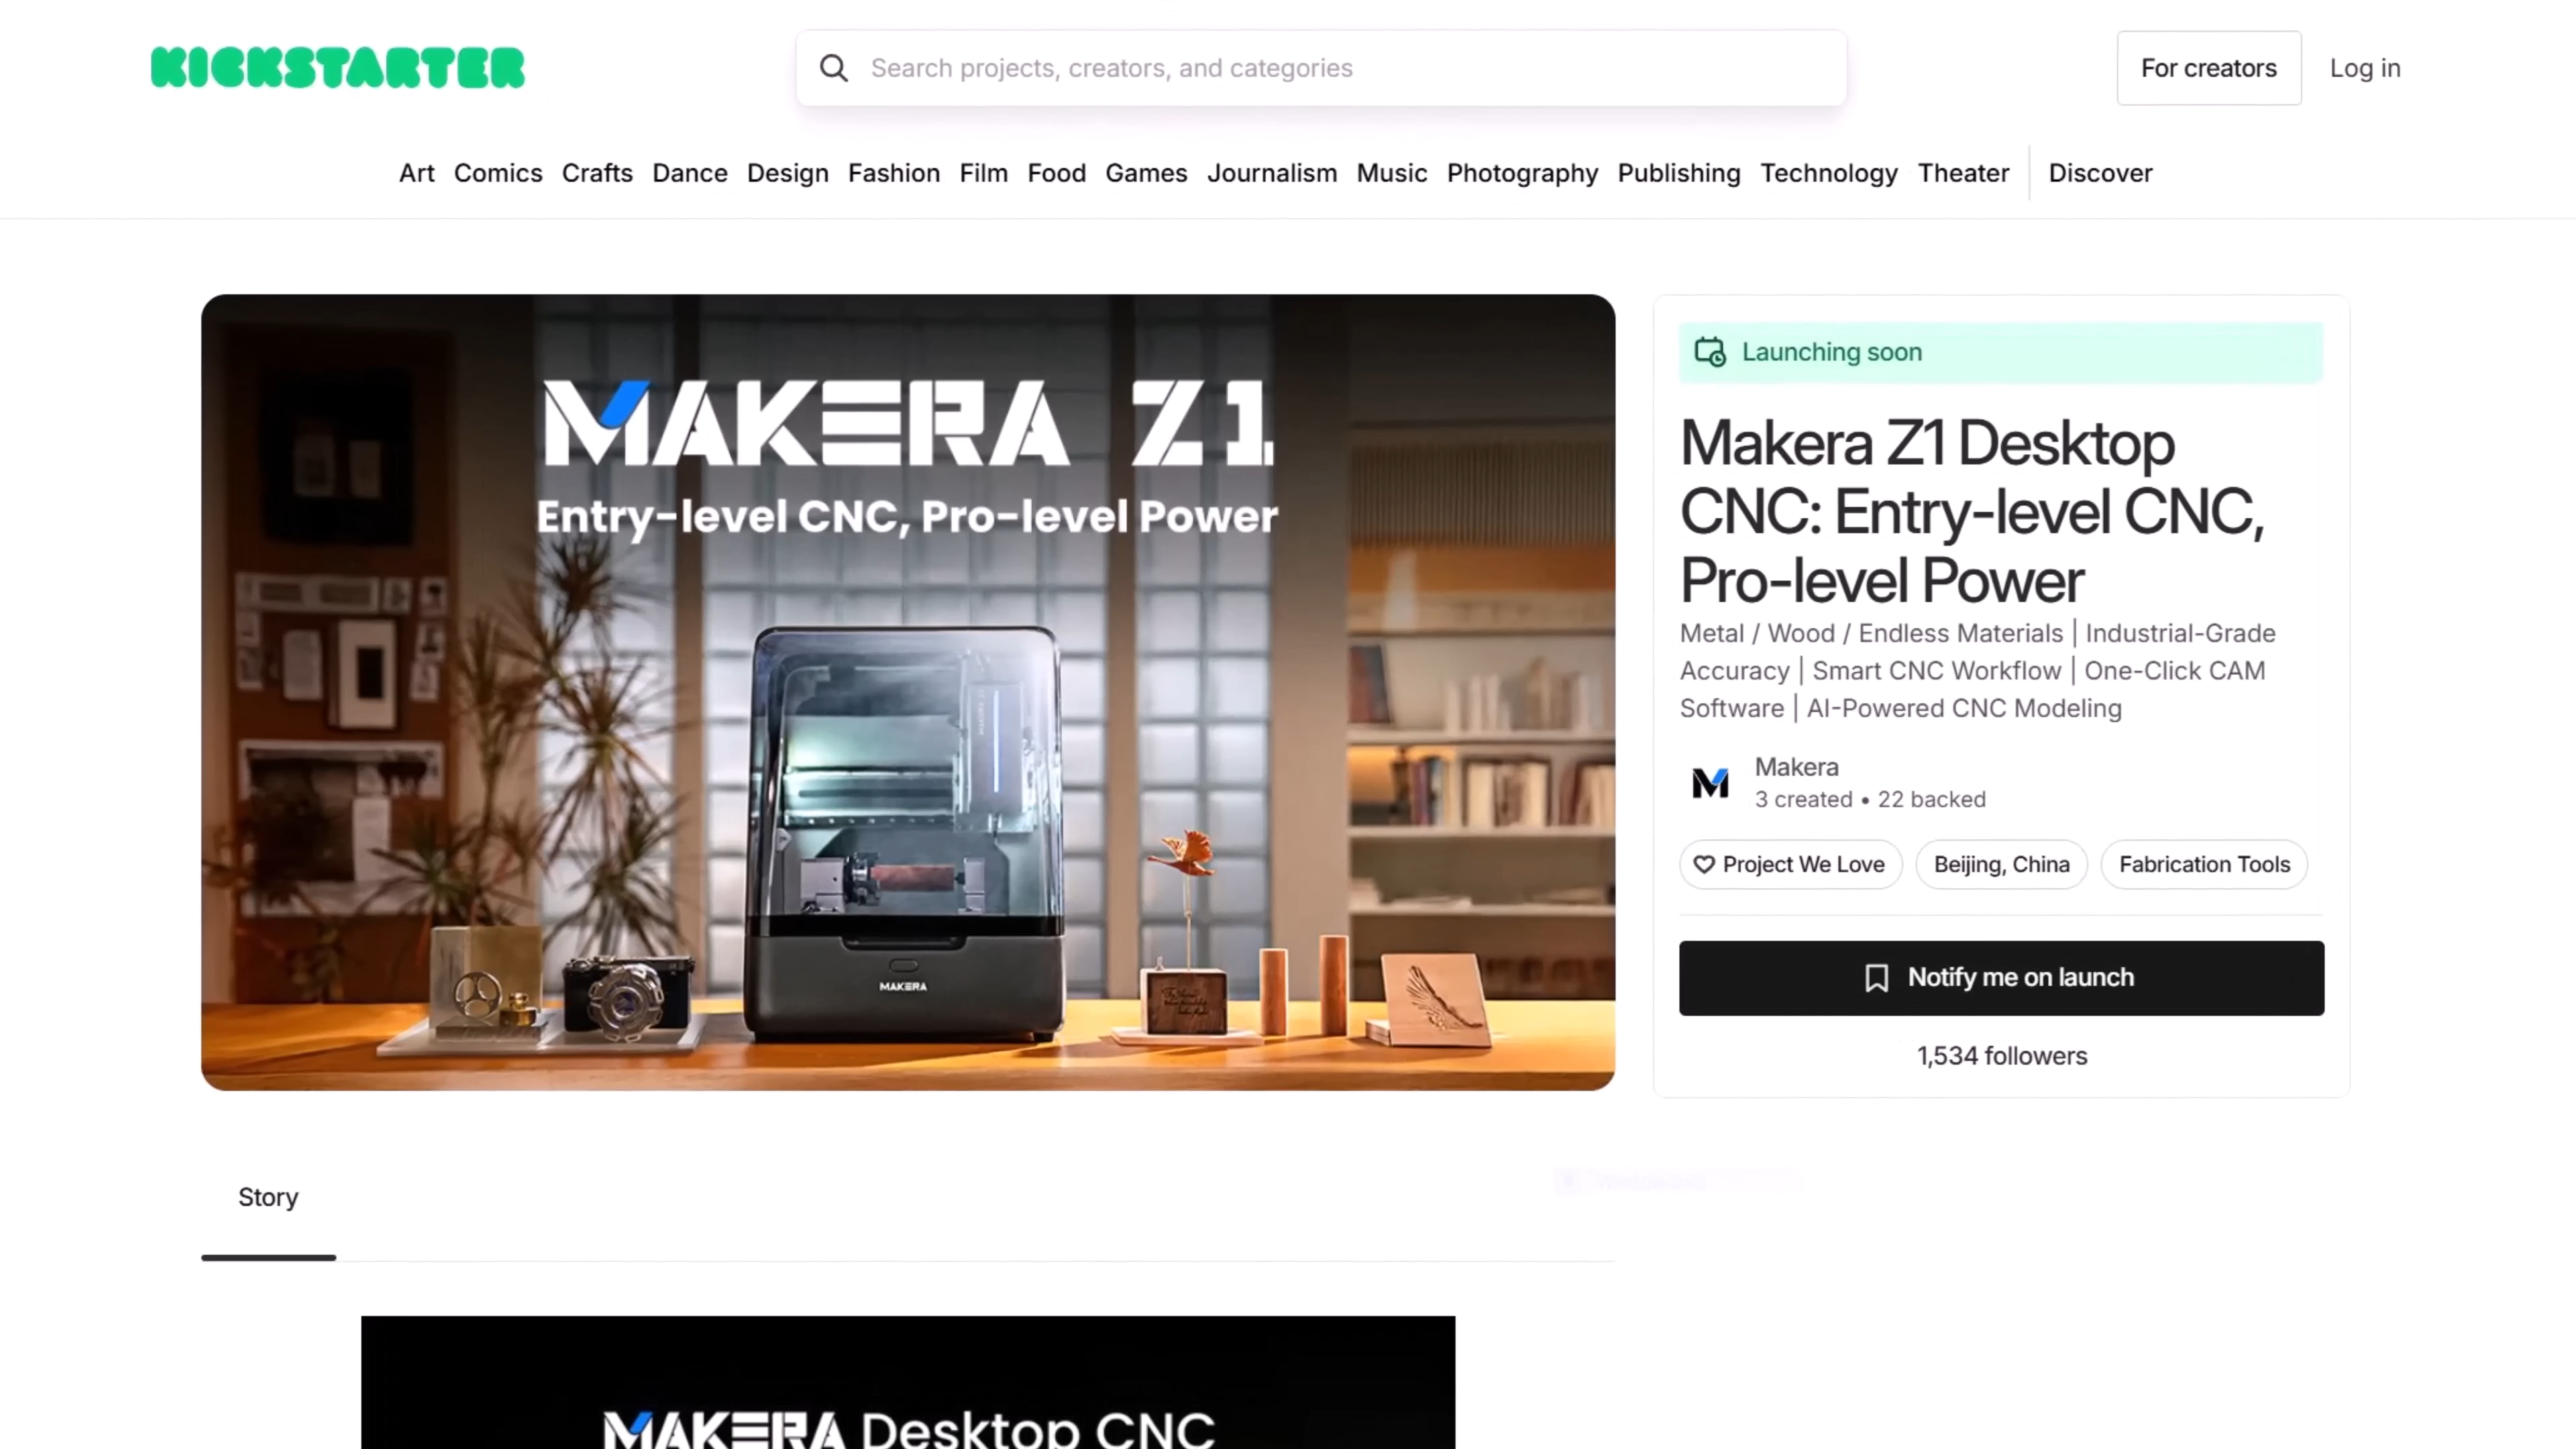 KICKSTARTER
Search projects, creators, and categories
For creators
Log in
Art Comics Crafts Dance Design Fashion Film Food Games Journalism Music Photography Publishing Technology Theater Discover
MAKERA Z1
Entry-level CNC, Pro-level Power
MAKERA
Launching soon
Makera Z1 Desktop
CNC: Entry-level CNC,
Pro-level Power
Metal / Wood / Endless Materials | Industrial-Grade
Accuracy | Smart CNC Workflow | One-Click CAM
Software | AI-Powered CNC Modeling
Makera
3 created • 22 backed
Project We Love
Beijing, China
Fabrication Tools
Notify me on launch
1,534 followers
Story
MAKERA Desktop CNC